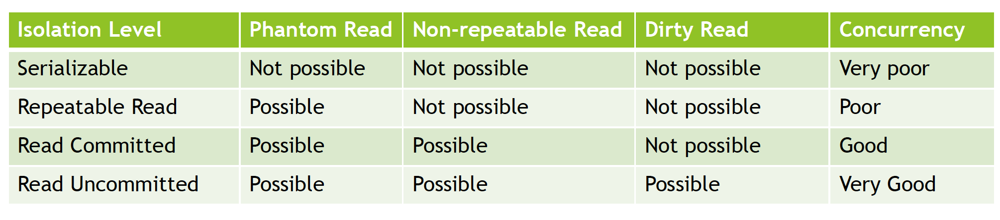 Isolation Level Phantom Read Non-repeatable Read Dirty Read Concurrency
Serializable Not possible Not possible Not possible Very poor
Repeatable Read Possible Not possible Not possible Poor
Read Committed Possible Possible Not possible Good
Read Uncommitted Possible Possible Possible Very Good